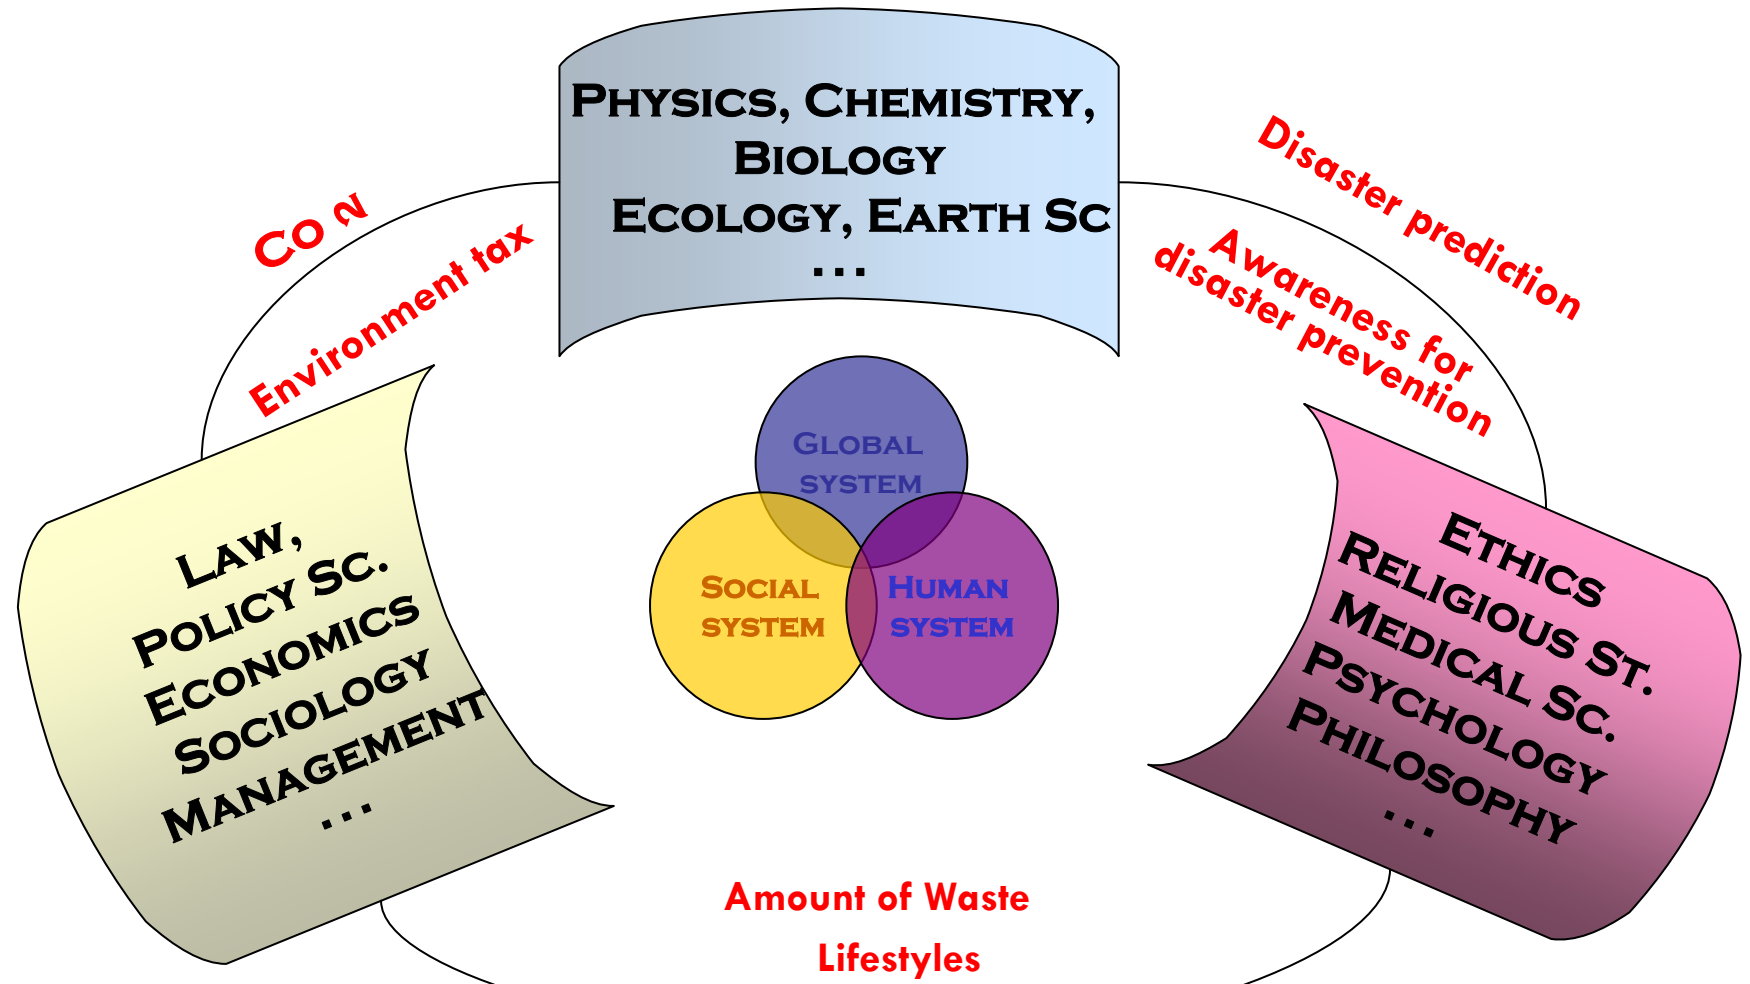 Physics, Chemistry,
Biology
Ecology, Earth Sc
...
Co 2
Environment tax
Disaster prediction
Awareness for
disaster prevention
Global
system
Social
system
Human
system
Law,
Policy Sc.
Economics
Sociology
Management
...
Ethics
Religious St.
Medical Sc.
Psychology
Philosophy
...
Amount of Waste
Lifestyles